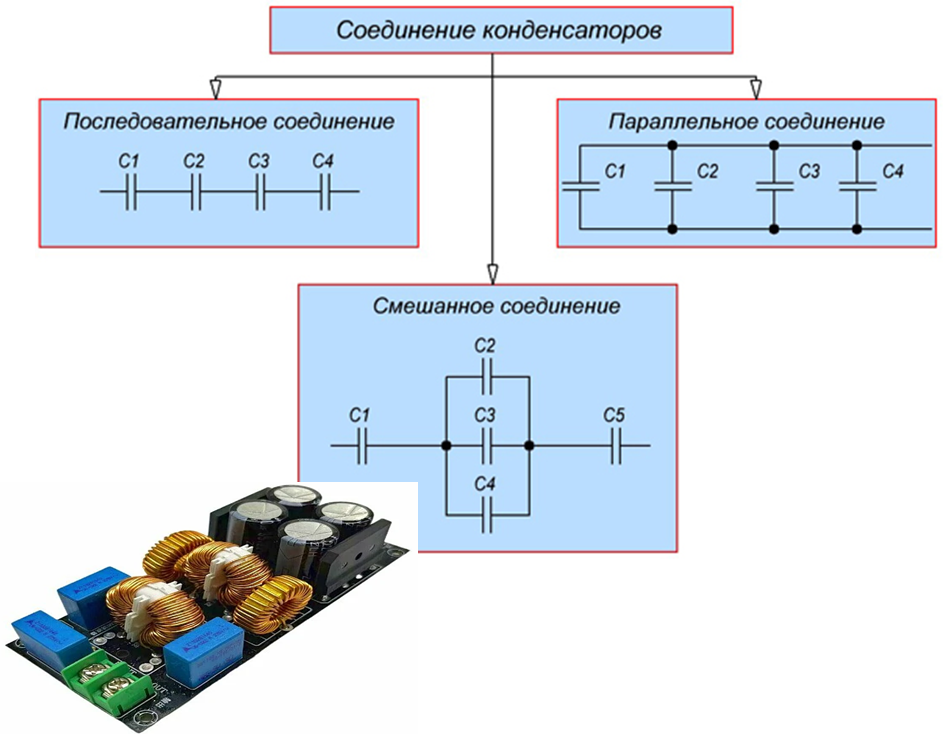 Соединение конденсаторов
Последовательное соединение
C1 C2 C3 C4
Параллельное соединение
C1 C2 C3 C4
Смешанное соединение
C2
C1 C3 C5
C4
OUT